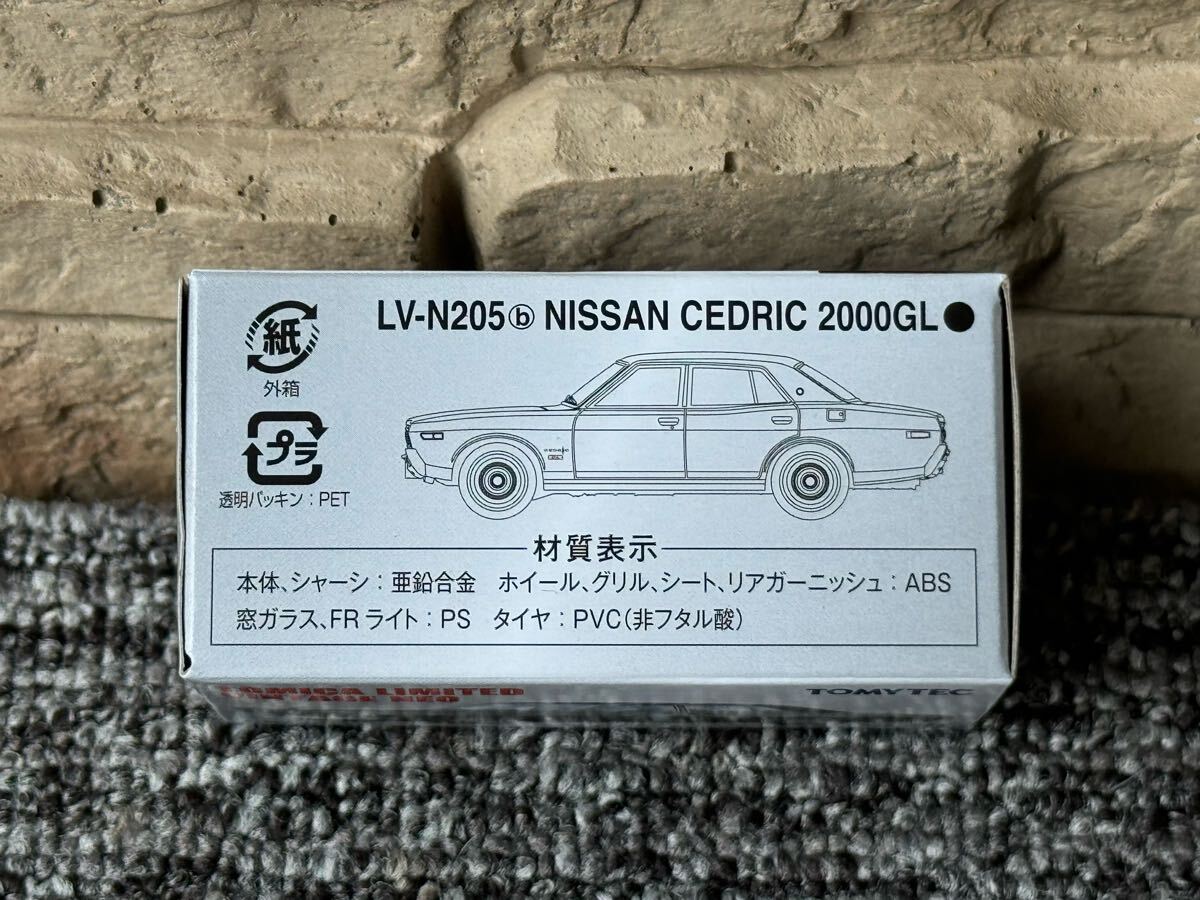 LV-N205ⓑ NISSAN CEDRIC 2000GL●
紙
外箱
プラ
透明パッキン：PET
材質表示
本体、シャーシ：亜鉛合金　ホイール、グリル、シート、リアガーニッシュ：ABS
窓ガラス、FRライト：PS　タイヤ：PVC（非フタル酸）
TOMICA LIMITED
TOMYTEC